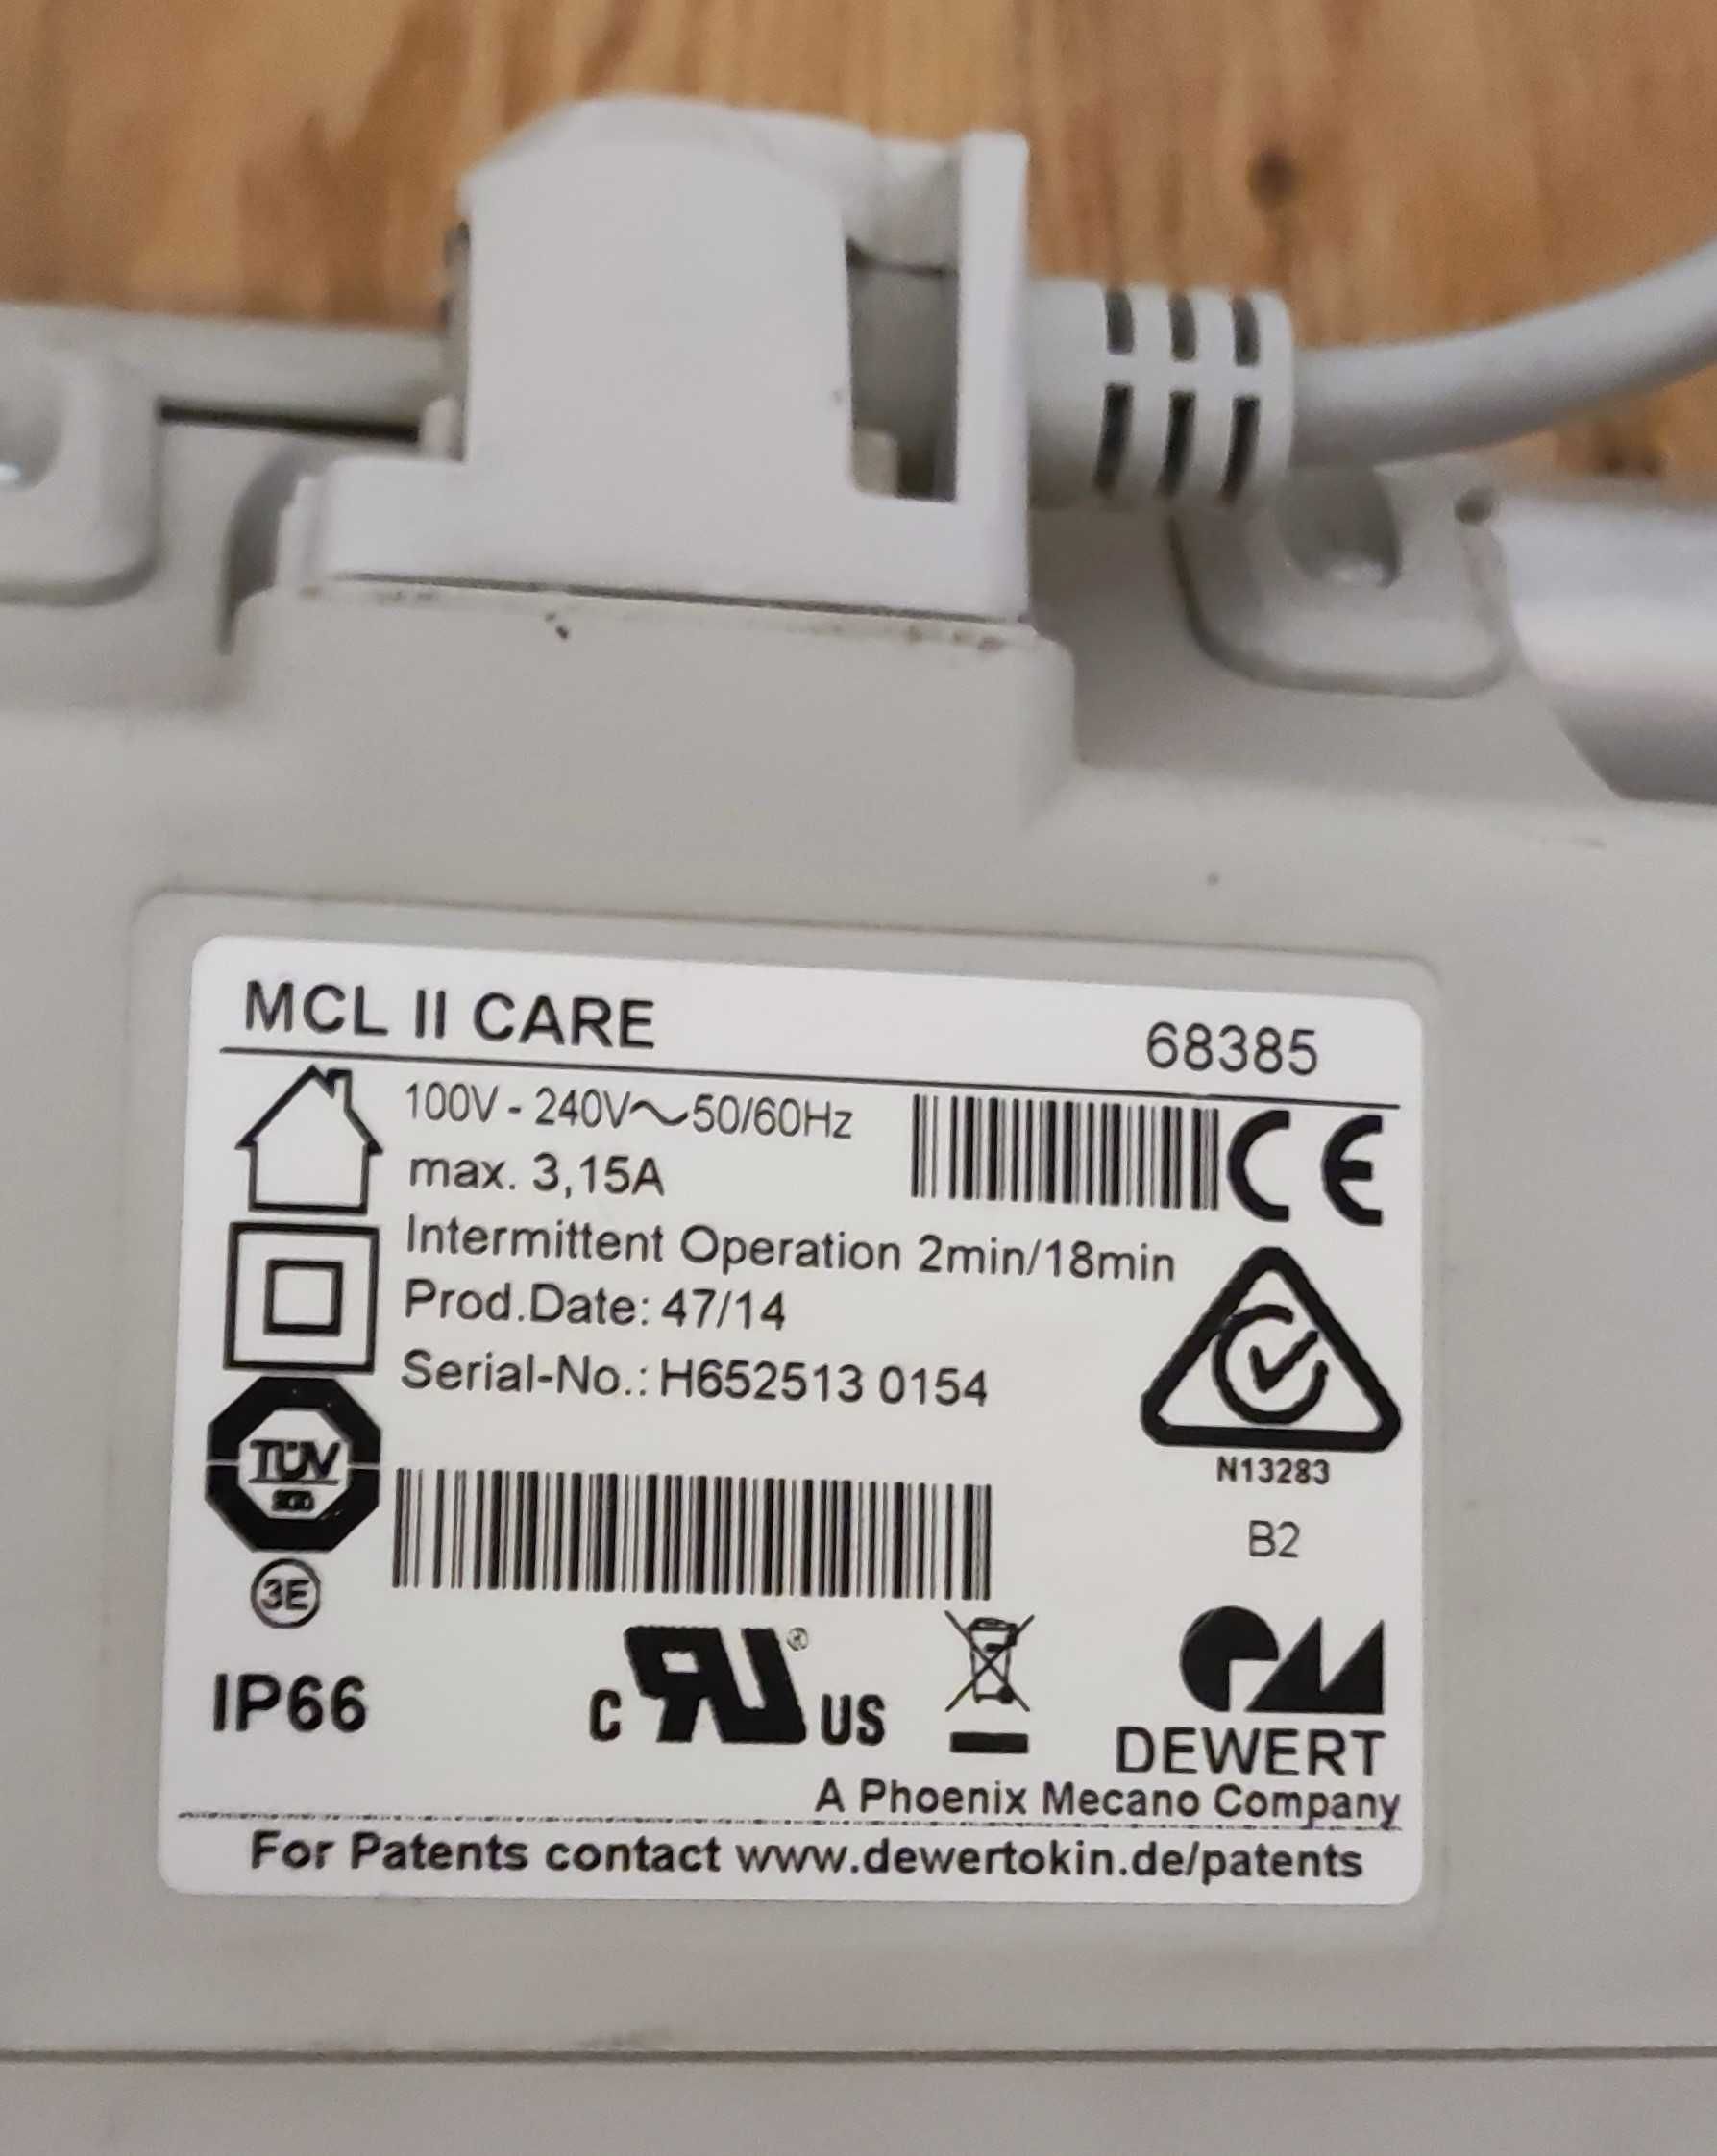 MCL II CARE 68385
100V - 240V~50/60Hz
max. 3,15A
CE
Intermittent Operation 2min/18min
Prod.Date: 47/14
Serial-No.: H652513 0154
TÜV
N13283
B2
3E
IP66
C RU® US
DEWERT
A Phoenix Mecano Company
For Patents contact www.dewertokin.de/patents